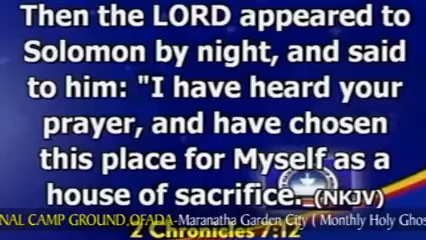 Then the LORD appeared to
Solomon by night, and said
to him: "I have heard your
prayer, and have chosen
this place for Myself as a
house of sacrifice. (NKJV)
NAL CAMP GROUND,OFADA-Maranatha Garden City ( Monthly Holy Ghos
2 Chronicles 7:12